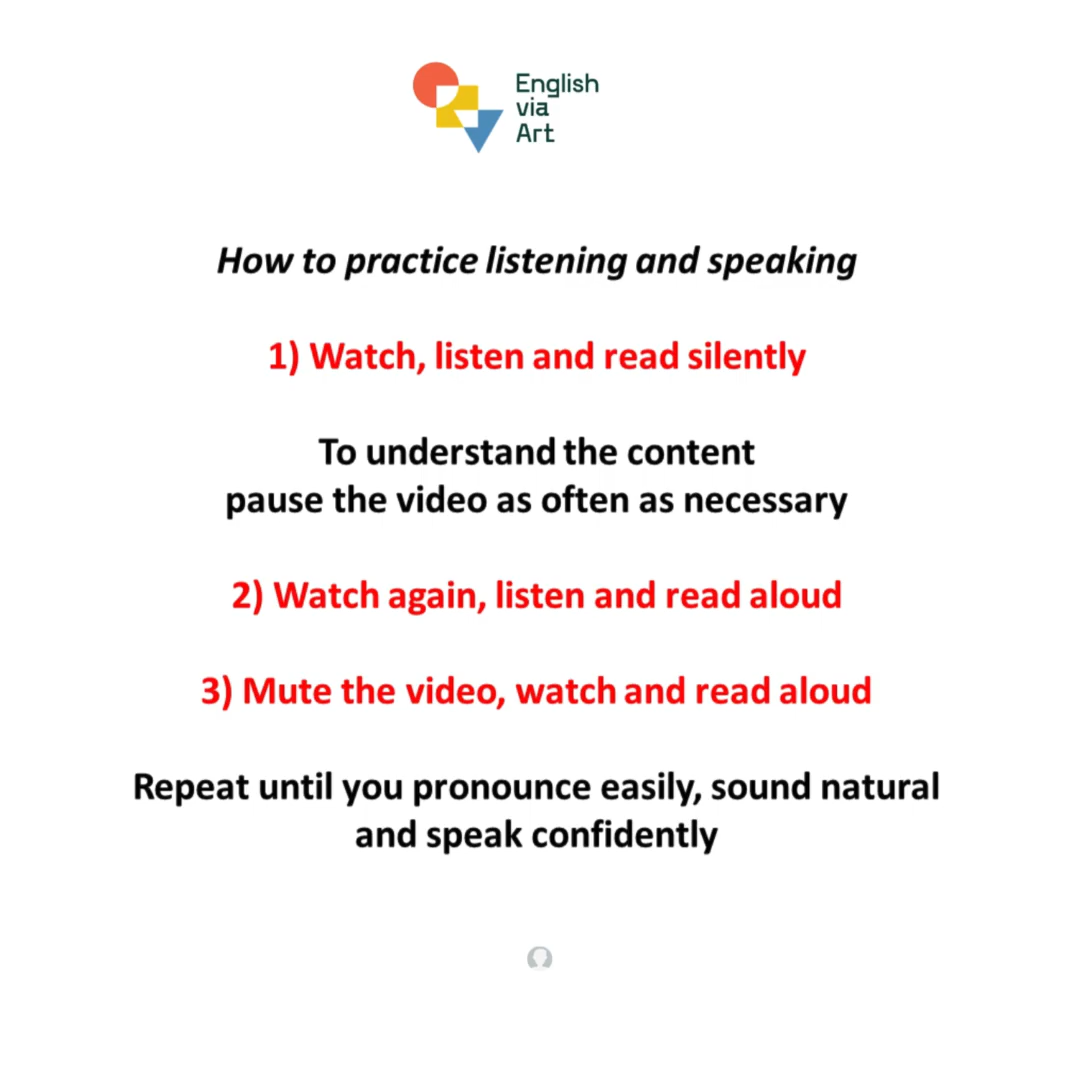 English
via
Art
How to practice listening and speaking
1) Watch, listen and read silently
To understand the content
pause the video as often as necessary
2) Watch again, listen and read aloud
3) Mute the video, watch and read aloud
Repeat until you pronounce easily, sound natural
and speak confidently